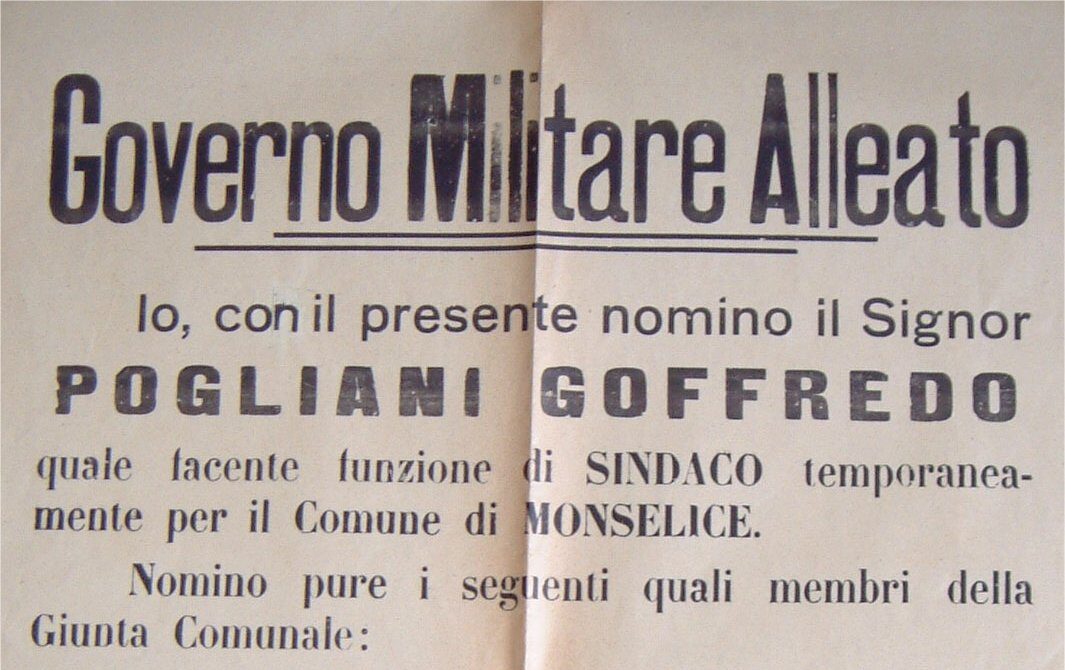 Governo Militare Alleato
Io, con il presente nomino il Signor
POGLIANI GOFFREDO
quale facente funzione di SINDACO temporanea-
mente per il Comune di MONSELICE.
Nomino pure i seguenti quali membri della
Giunta Comunale: